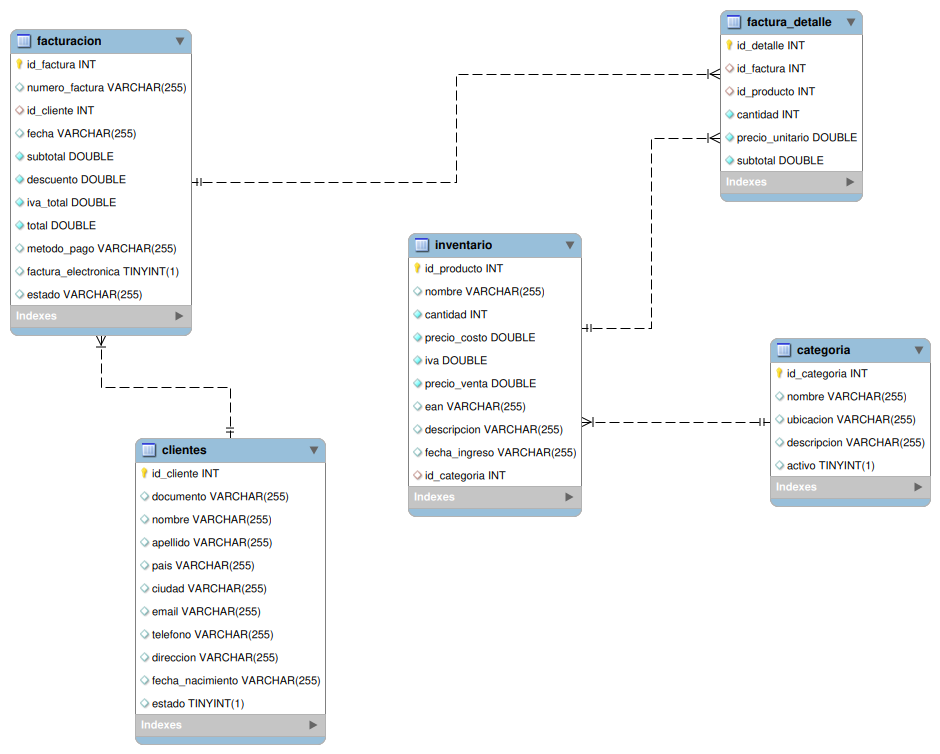 facturacion
id_factura INT
numero_factura VARCHAR(255)
id_cliente INT
fecha VARCHAR(255)
subtotal DOUBLE
descuento DOUBLE
iva_total DOUBLE
total DOUBLE
metodo_pago VARCHAR(255)
factura_electronica TINYINT(1)
estado VARCHAR(255)
Indexes
factura_detalle
id_detalle INT
id_factura INT
id_producto INT
cantidad INT
precio_unitario DOUBLE
subtotal DOUBLE
Indexes
inventario
id_producto INT
nombre VARCHAR(255)
cantidad INT
precio_costo DOUBLE
iva DOUBLE
precio_venta DOUBLE
ean VARCHAR(255)
descripcion VARCHAR(255)
fecha_ingreso VARCHAR(255)
id_categoria INT
Indexes
categoria
id_categoria INT
nombre VARCHAR(255)
ubicacion VARCHAR(255)
descripcion VARCHAR(255)
activo TINYINT(1)
Indexes
clientes
id_cliente INT
documento VARCHAR(255)
nombre VARCHAR(255)
apellido VARCHAR(255)
pais VARCHAR(255)
ciudad VARCHAR(255)
email VARCHAR(255)
telefono VARCHAR(255)
direccion VARCHAR(255)
fecha_nacimiento VARCHAR(255)
estado TINYINT(1)
Indexes